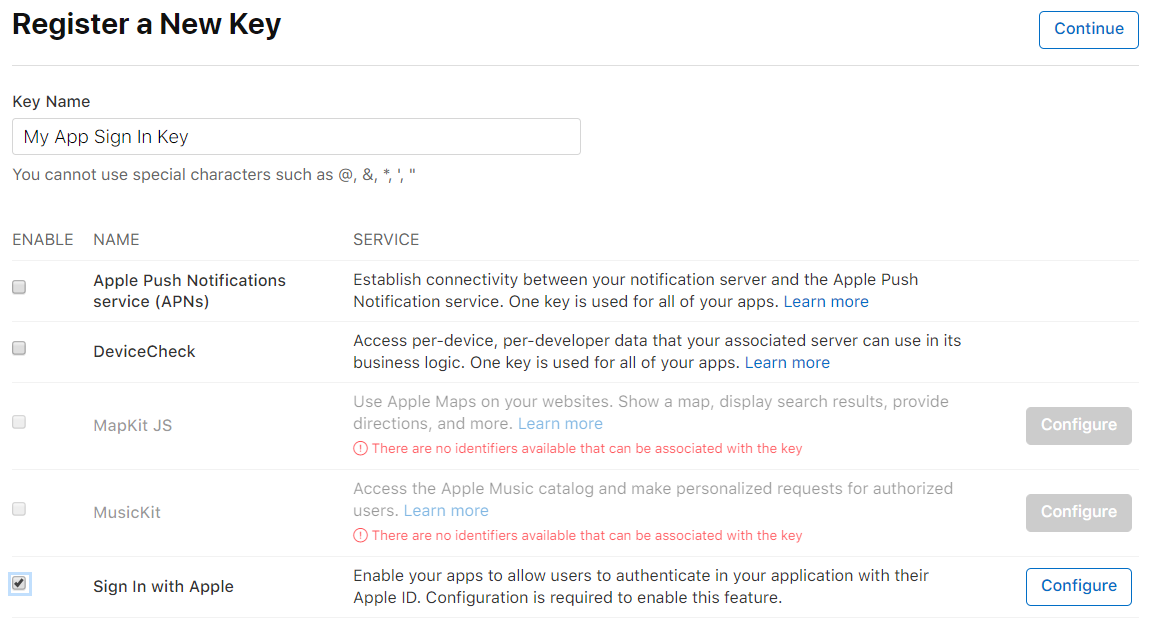 Register a New Key
Continue
Key Name
My App Sign In Key
You cannot use special characters such as @, &, *, ', "
ENABLE NAME SERVICE
Apple Push Notifications
service (APNs)
Establish connectivity between your notification server and the Apple Push
Notification service. One key is used for all of your apps. Learn more
DeviceCheck
Access per-device, per-developer data that your associated server can use in its
business logic. One key is used for all of your apps. Learn more
MapKit JS
Use Apple Maps on your websites. Show a map, display search results, provide
directions, and more. Learn more
There are no identifiers available that can be associated with the key
Configure
MusicKit
Access the Apple Music catalog and make personalized requests for authorized
users. Learn more
There are no identifiers available that can be associated with the key
Configure
Sign In with Apple
Enable your apps to allow users to authenticate in your application with their
Apple ID. Configuration is required to enable this feature.
Configure